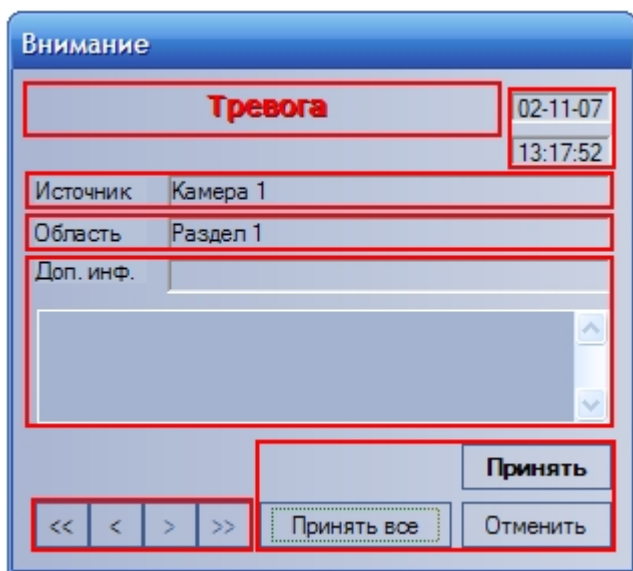 Внимание
Тревога
02-11-07
13:17:52
Источник Камера 1
Область Раздел 1
Доп. инф.
Принять
<< < > >> Принять все Отменить